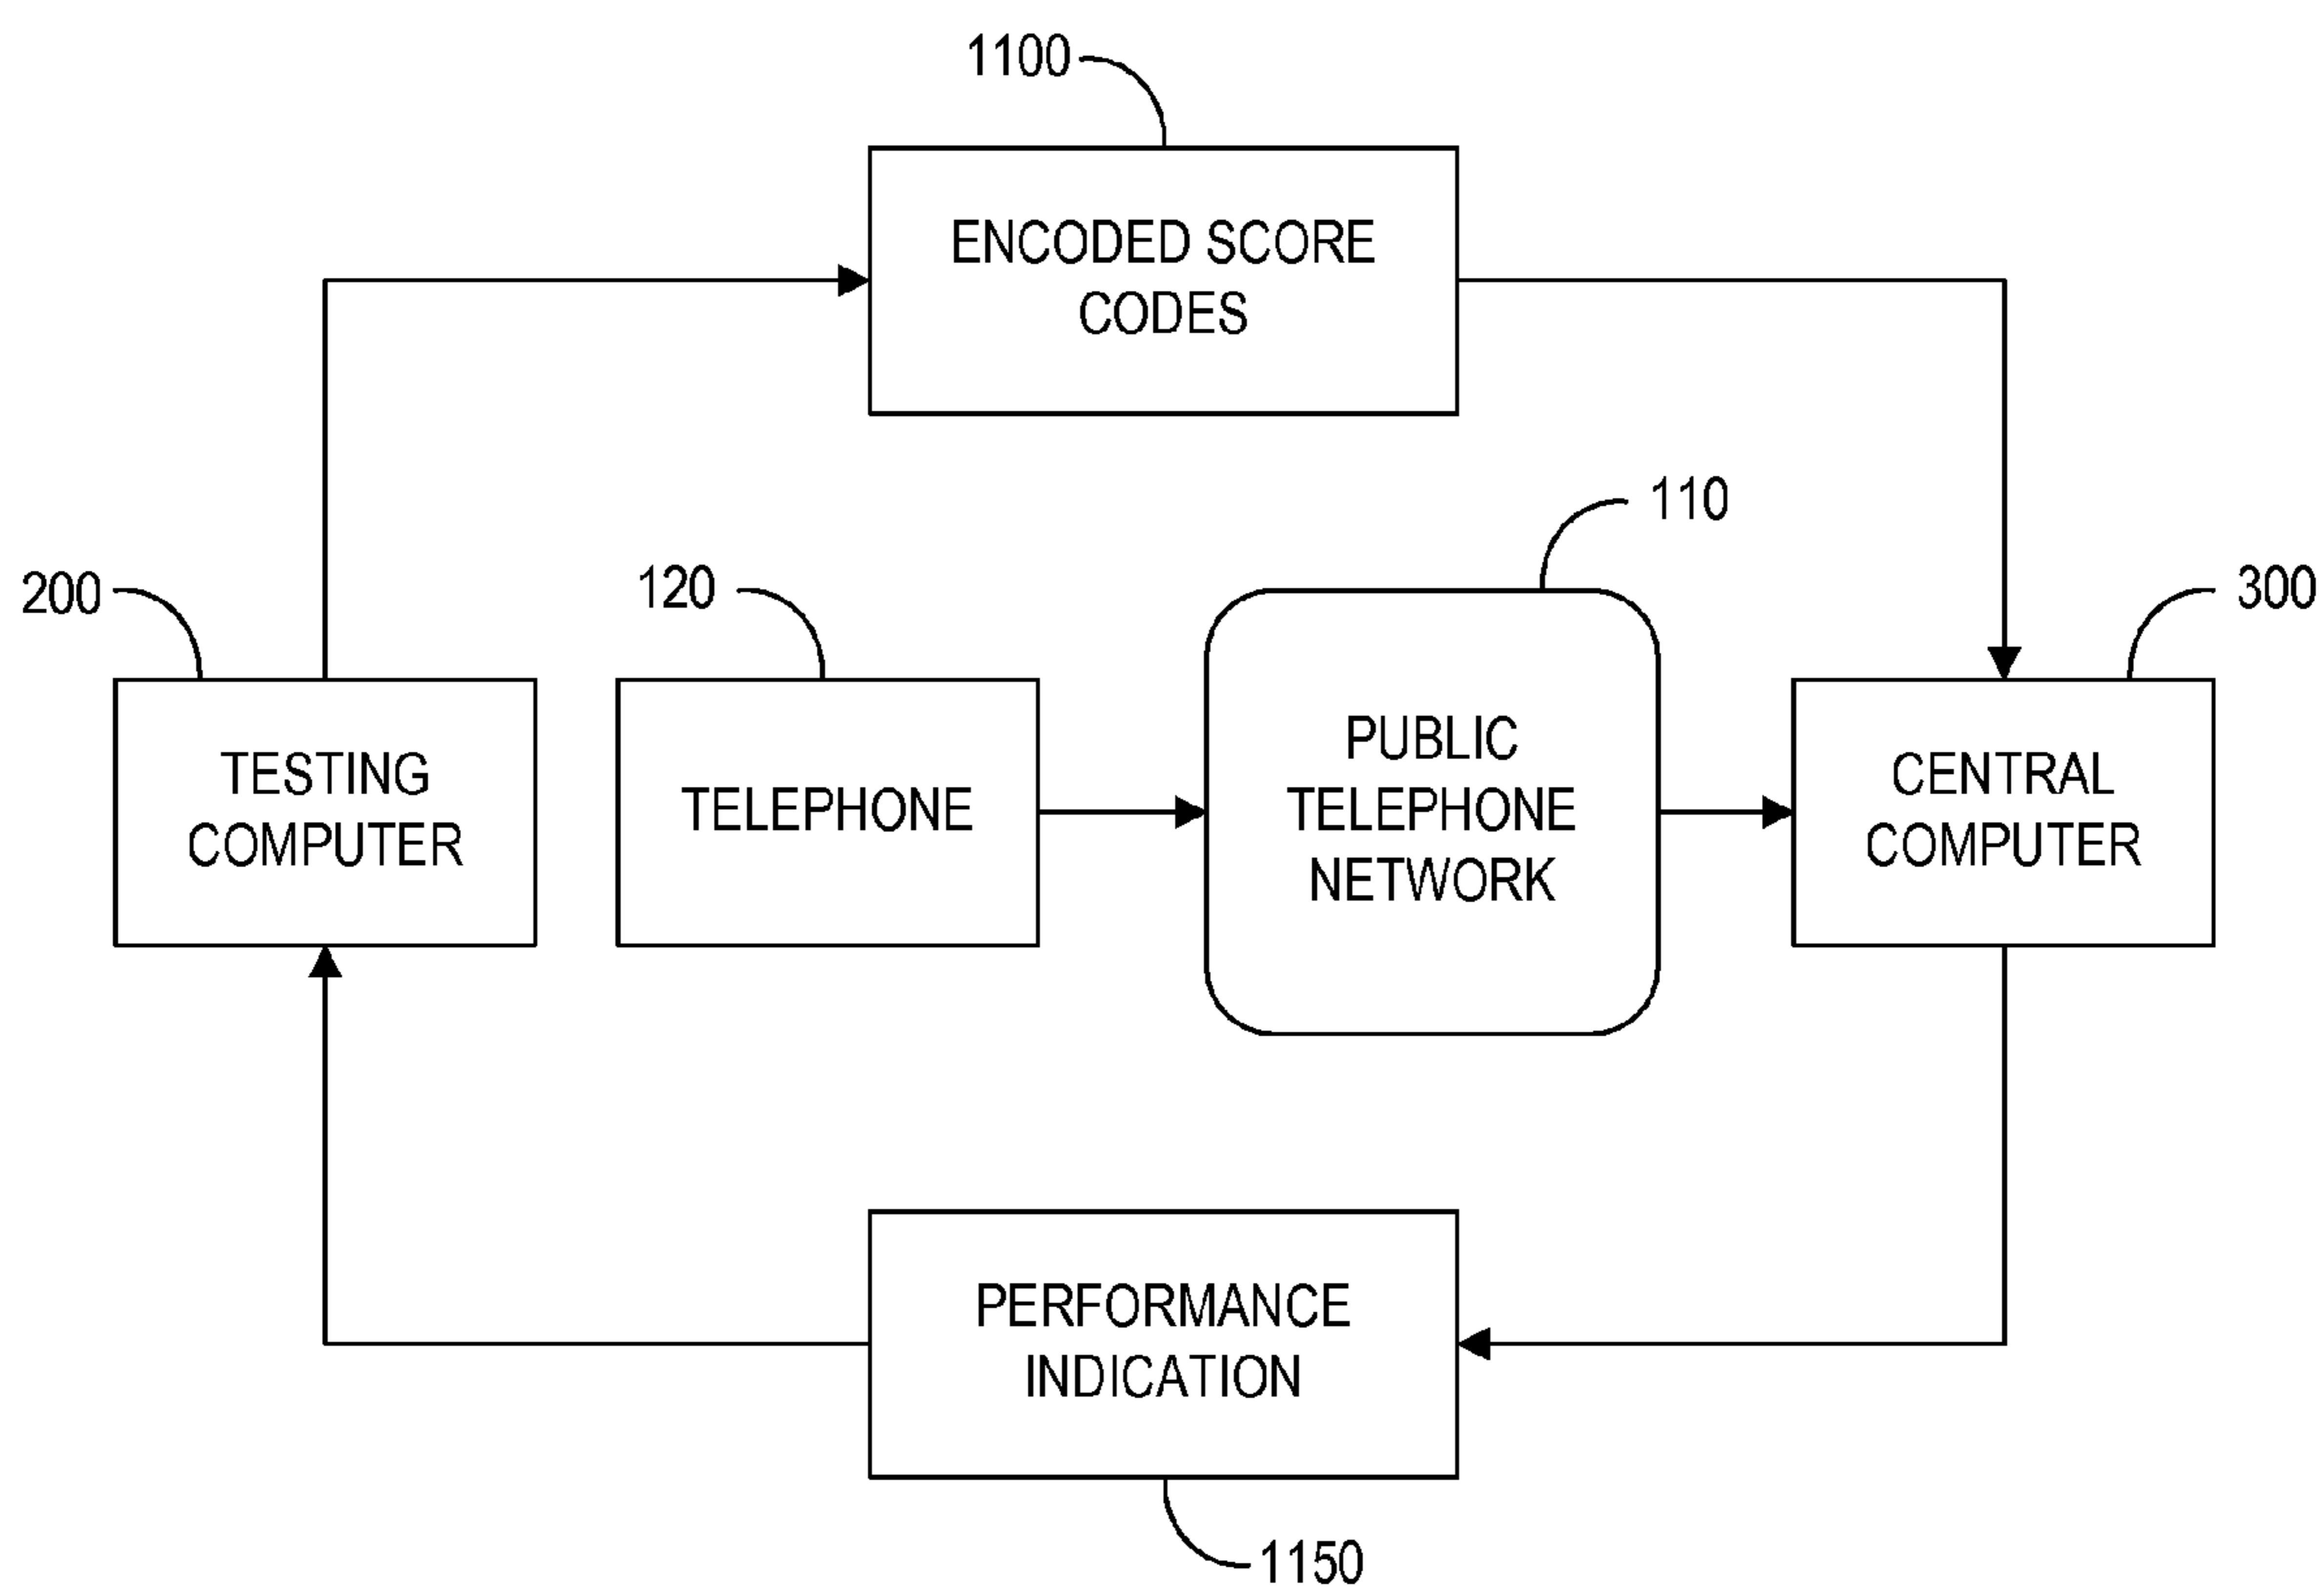 1100
ENCODED SCORE
CODES
110
200
120
300
TESTING
COMPUTER
TELEPHONE
PUBLIC
TELEPHONE
NETWORK
CENTRAL
COMPUTER
PERFORMANCE
INDICATION
1150